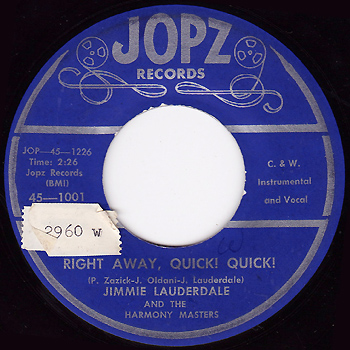 JOPZ
RECORDS
JOP—45—1226
Time: 2:26
Jopz Records
(BMI)
45—1001
C. & W.
Instrumental
and Vocal
2960 w
RIGHT AWAY, QUICK! QUICK!
(P. Zazick-J. Oldani-J. Lauderdale)
JIMMIE LAUDERDALE
AND THE
HARMONY MASTERS